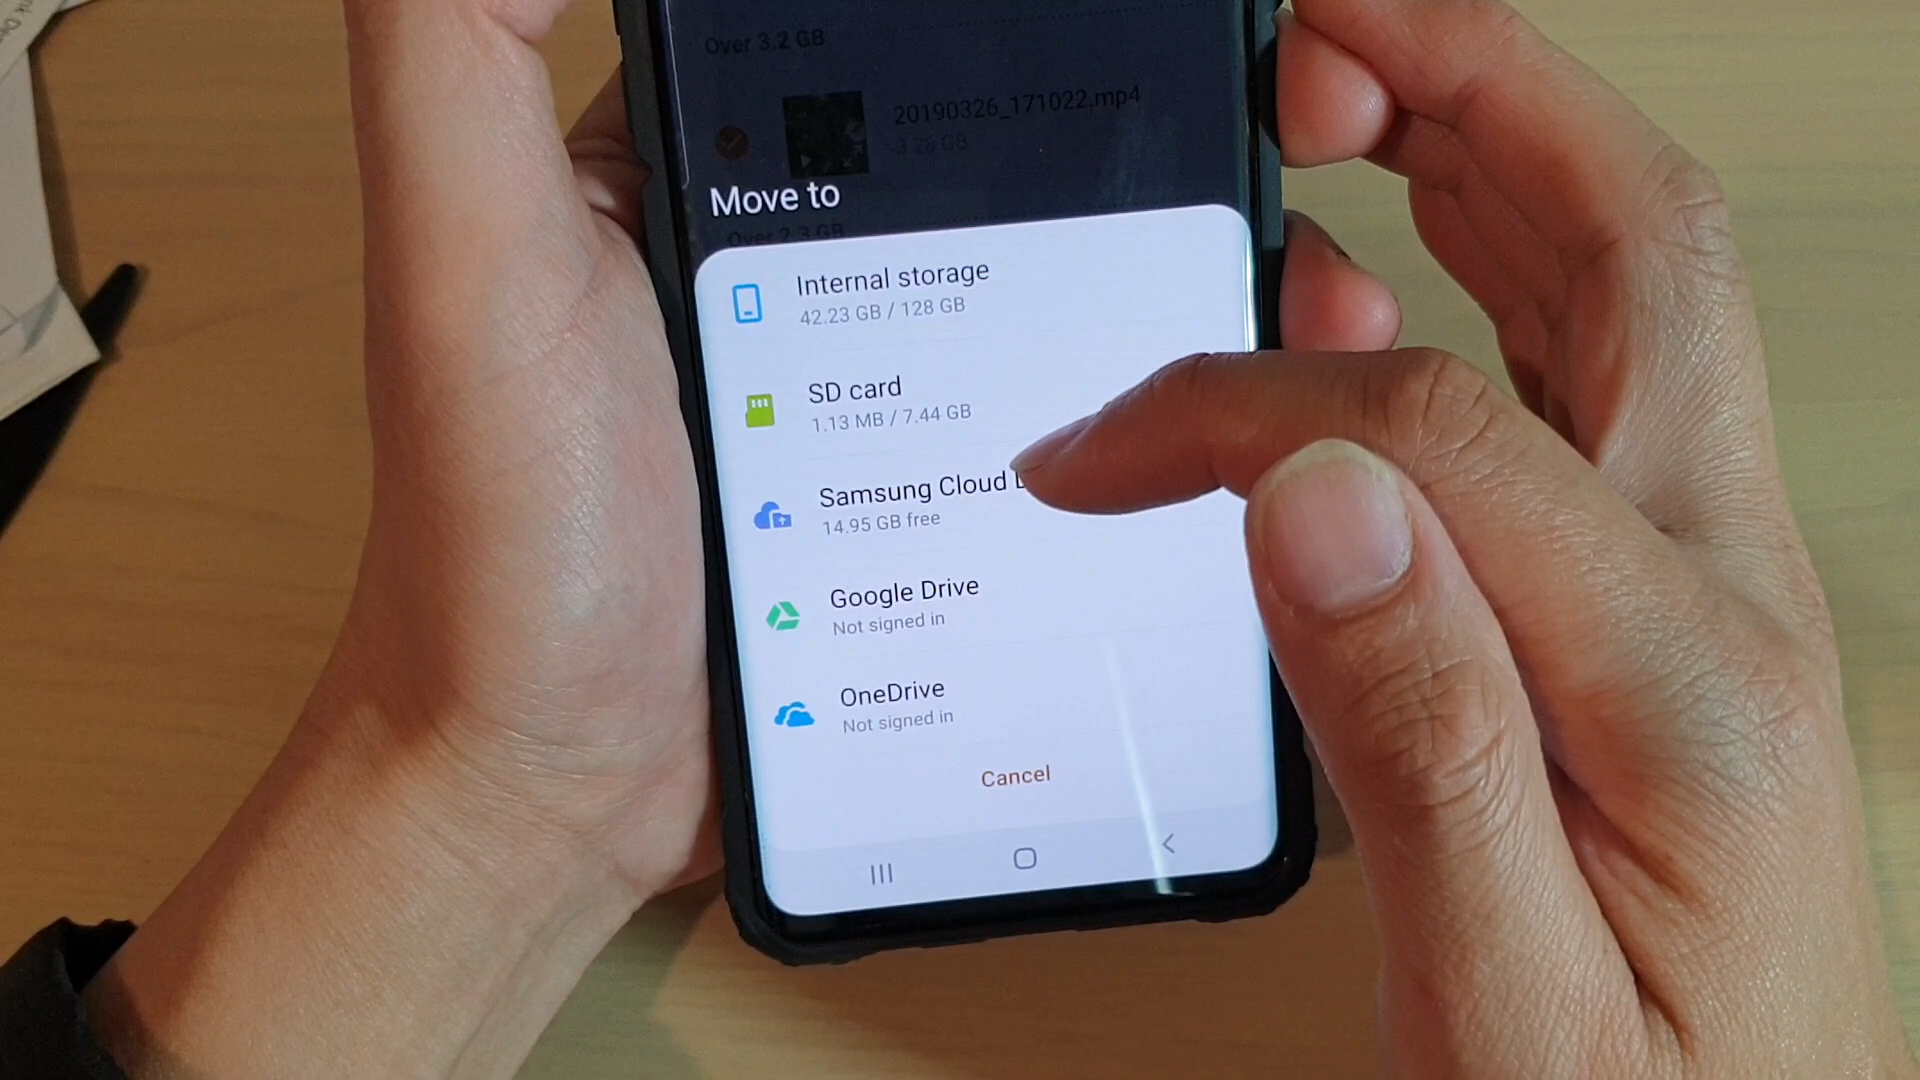 Over 3.2 GB
20190326_171022.mp4
3.28 GB
Move to
Over 2.3 GB
Internal storage
42.23 GB / 128 GB
SD card
1.13 MB / 7.44 GB
Samsung Cloud
14.95 GB free
Google Drive
Not signed in
OneDrive
Not signed in
Cancel